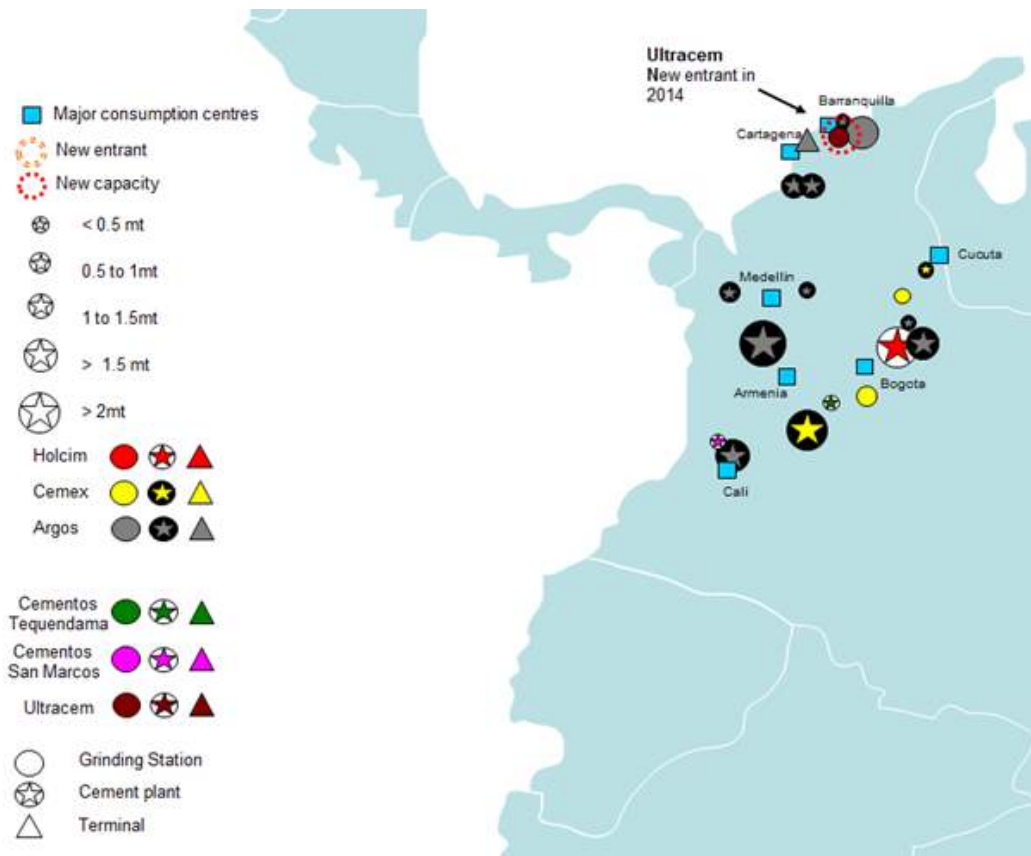 Ultracem
New entrant in
2014
Barranquilla
Cartagena
Cucuta
Medellin
Armenia
Bogota
Cali
Major consumption centres
New entrant
New capacity
< 0.5 mt
0.5 to 1mt
1 to 1.5mt
> 1.5 mt
> 2mt
Holcim
Cemex
Argos
Cementos
Tequendama
Cementos
San Marcos
Ultracem
Grinding Station
Cement plant
Terminal